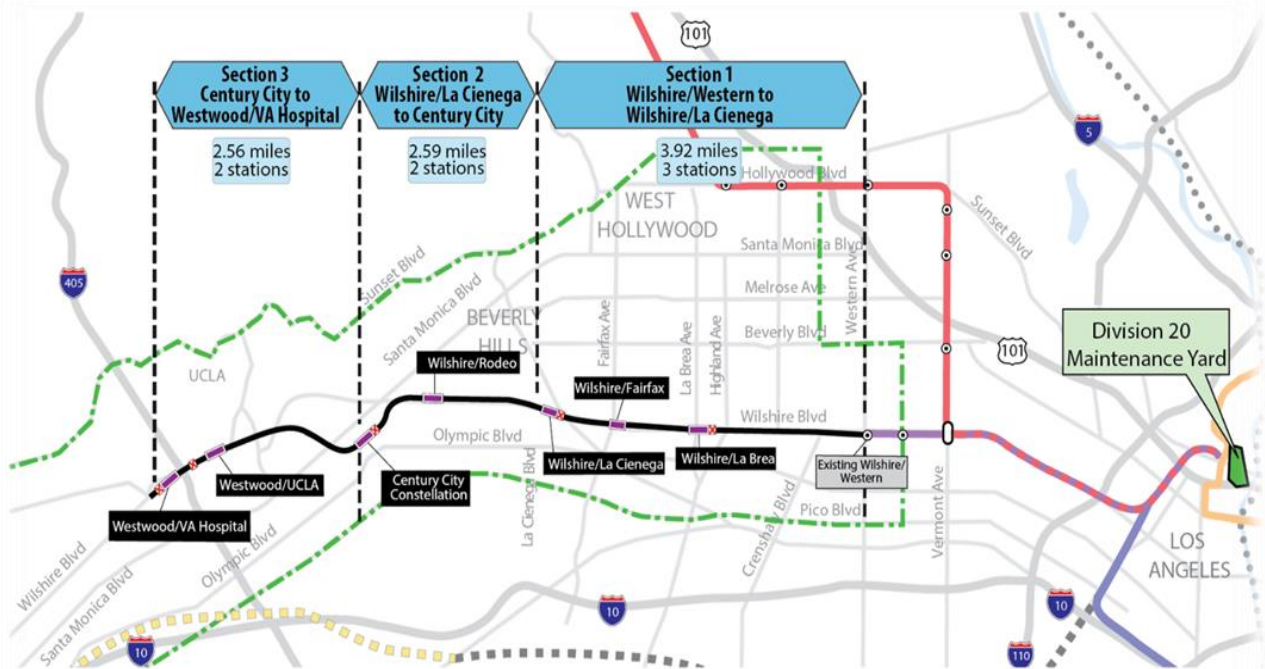 101
Section 3
Century City to
Westwood/VA Hospital
Section 2
Wilshire/La Cienega
to Century City
Section 1
Wilshire/Western to
Wilshire/La Cienega
2.56 miles
2 stations
2.59 miles
2 stations
3.92 miles
3 stations
5
Hollywood Blvd
WEST
HOLLYWOOD
Sunset Blvd
Santa Monica Blvd
Sunset Blvd
405
Melrose Ave
Western Ave
Santa Monica Blvd
BEVERLY
HILLS
Fairfax Ave
La Brea Ave
Highland Ave
Beverly Blvd
101
Division 20
Maintenance Yard
UCLA
Wilshire/Rodeo
Wilshire/Fairfax
Wilshire Blvd
Olympic Blvd
Wilshire/La Cienega
Wilshire/La Brea
Existing Wilshire/
Western
Westwood/UCLA
Century City
Constellation
La Cienega Blvd
Crenshaw Blvd
Pico Blvd
Vermont Ave
Westwood/VA Hospital
Wilshire Blvd
Santa Monica Blvd
Olympic Blvd
LOS
ANGELES
10
10
10
110